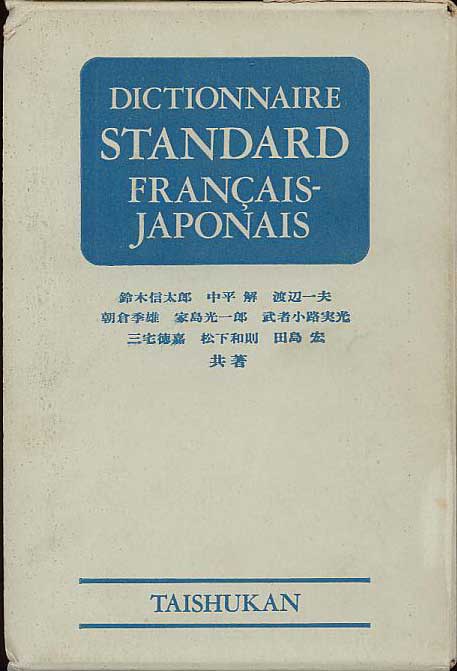 DICTIONNAIRE
STANDARD
FRANÇAIS-
JAPONAIS
鈴木信太郎 中平 解 渡辺一夫
朝倉季雄 家島光一郎 武者小路実光
三宅徳嘉 松下和則 田島 宏
共著
TAISHUKAN